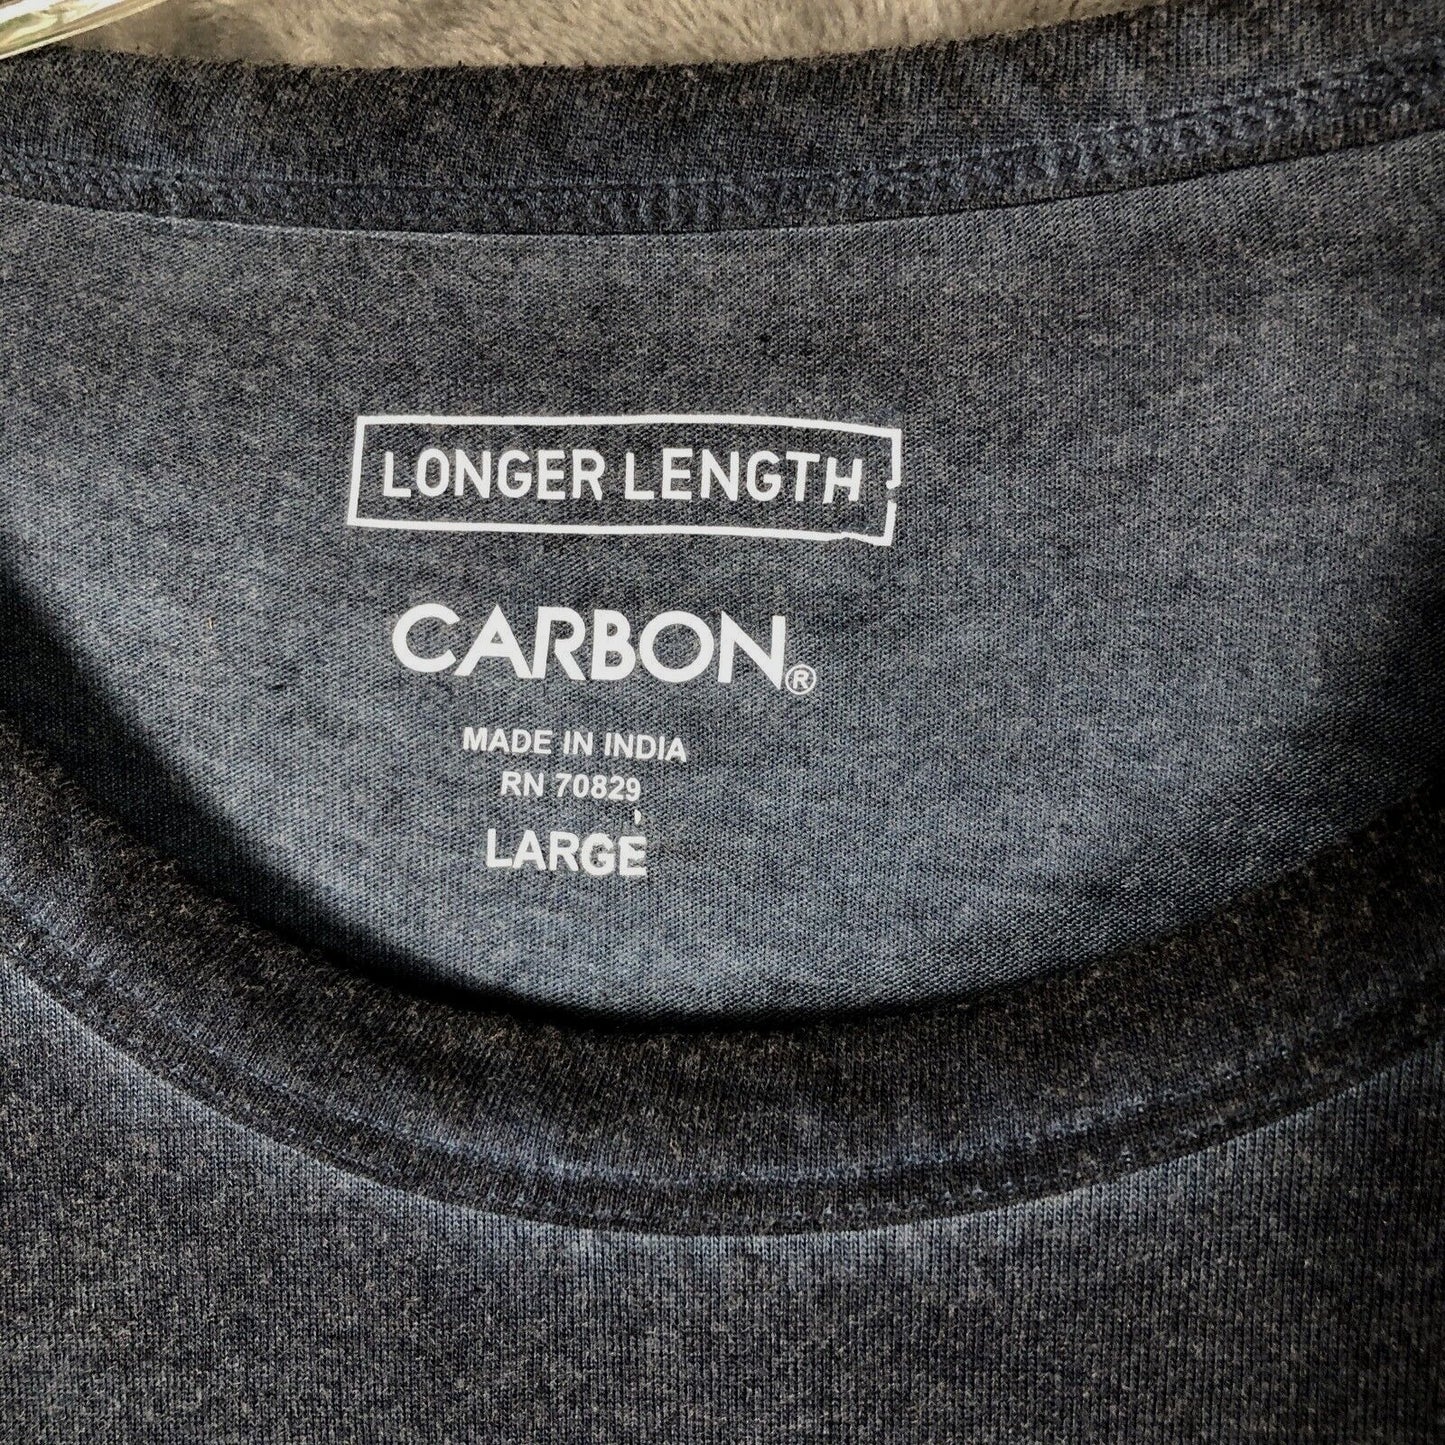 LONGER LENGTH
CARBON®
MADE IN INDIA
RN 70829
LARGE